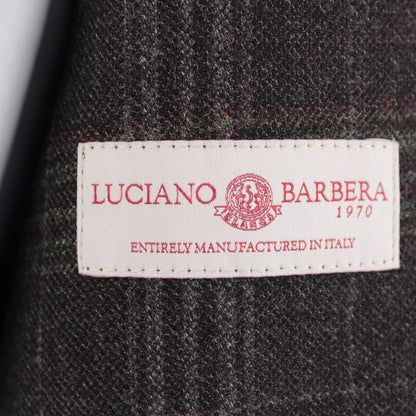 LUCIANO BARBERA
1970
ENTIRELY MANUFACTURED IN ITALY